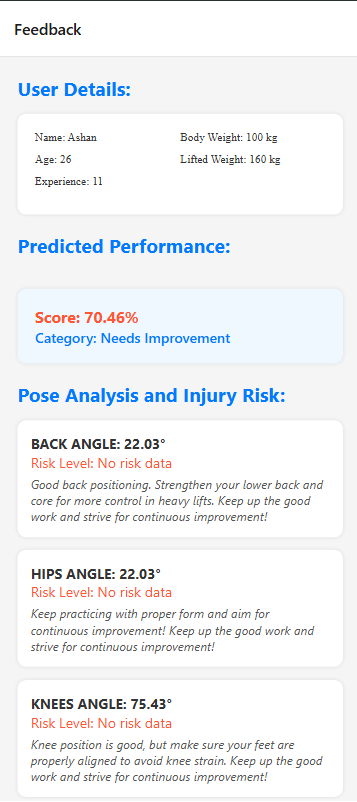 Feedback
User Details:
Name: Ashan
Body Weight: 100 kg
Age: 26
Lifted Weight: 160 kg
Experience: 11
Predicted Performance:
Score: 70.46%
Category: Needs Improvement
Pose Analysis and Injury Risk:
BACK ANGLE: 22.03°
Risk Level: No risk data
Good back positioning. Strengthen your lower back and
core for more control in heavy lifts. Keep up the good
work and strive for continuous improvement!
HIPS ANGLE: 22.03°
Risk Level: No risk data
Keep practicing with proper form and aim for
continuous improvement! Keep up the good work and
strive for continuous improvement!
KNEES ANGLE: 75.43°
Risk Level: No risk data
Knee position is good, but make sure your feet are
properly aligned to avoid knee strain. Keep up the good
work and strive for continuous improvement!